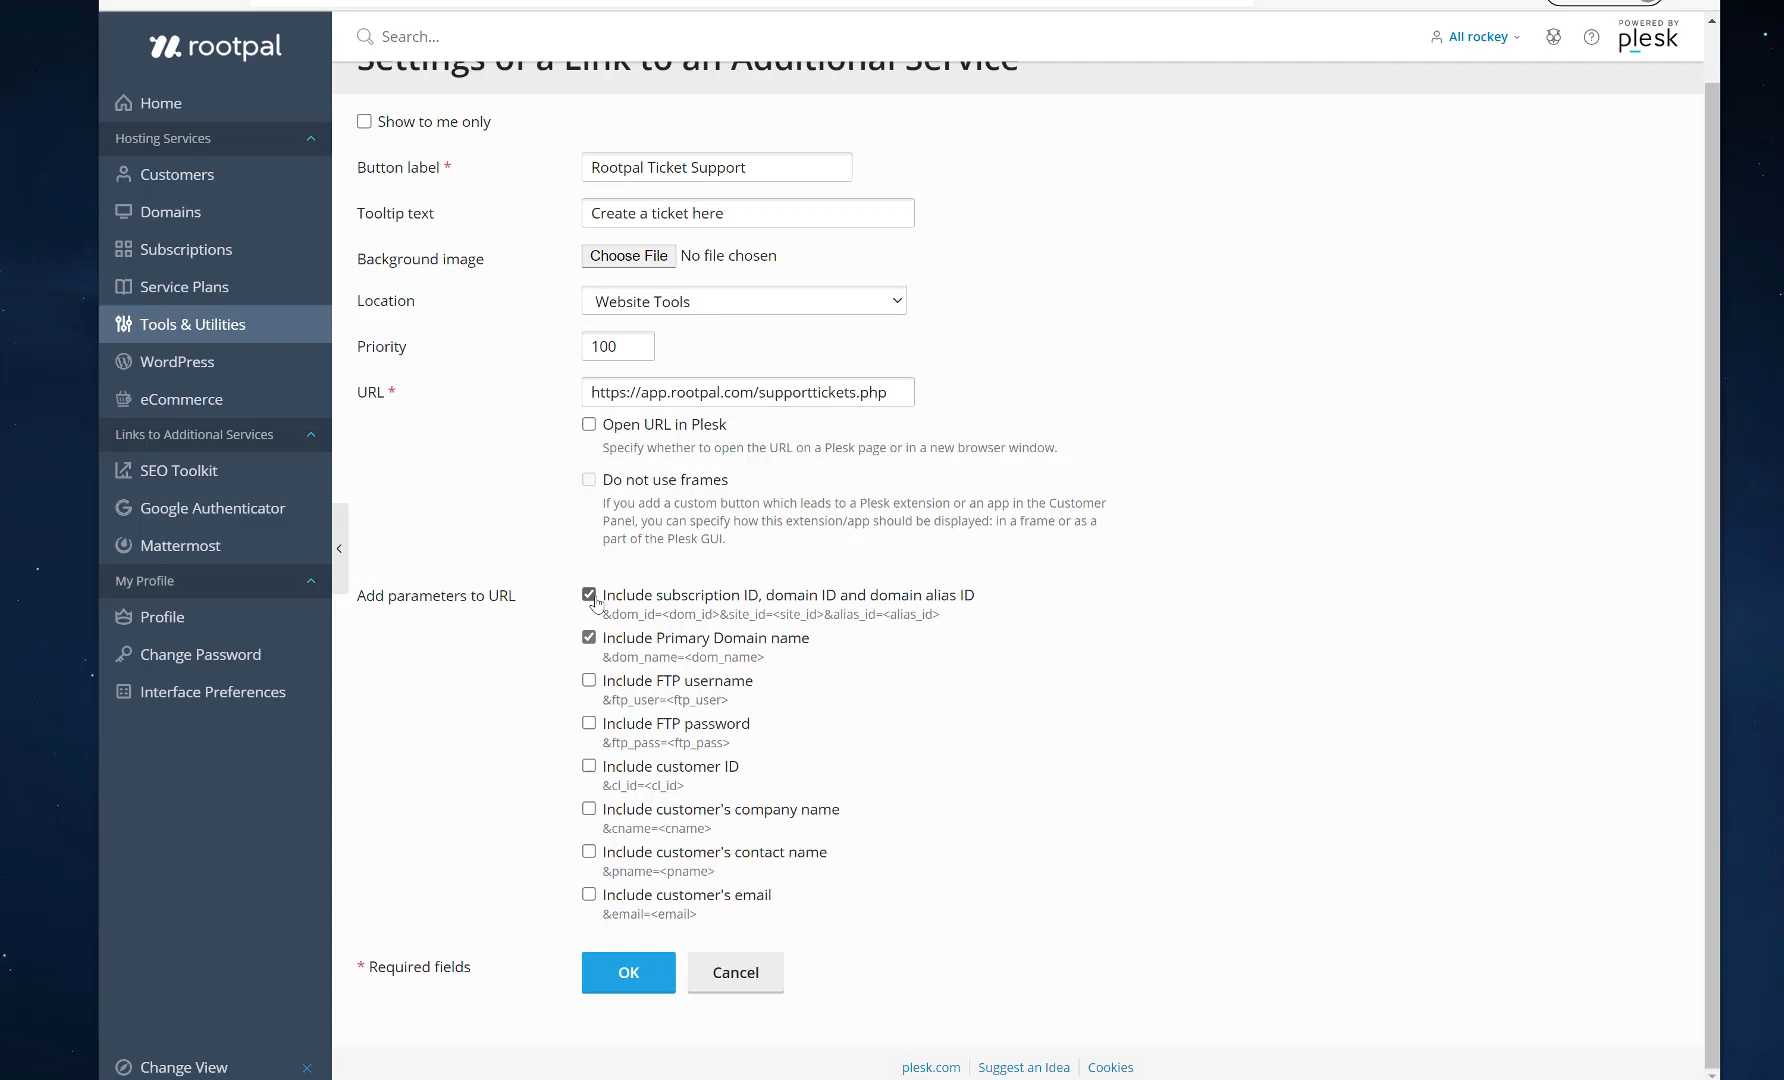 rootpal
Search...
All rockey
POWERED BY
plesk
Settings of a Link to an Additional Service
Home
Hosting Services
Customers
Domains
Subscriptions
Service Plans
Tools & Utilities
WordPress
eCommerce
Links to Additional Services
SEO Toolkit
Google Authenticator
Mattermost
My Profile
Profile
Change Password
Interface Preferences
Change View
Show to me only
Button label *
Rootpal Ticket Support
Tooltip text
Create a ticket here
Background image
Choose File No file chosen
Location
Website Tools
Priority
100
URL *
https://app.rootpal.com/supporttickets.php
Open URL in Plesk
Specify whether to open the URL on a Plesk page or in a new browser window.
Do not use frames
If you add a custom button which leads to a Plesk extension or an app in the Customer
Panel, you can specify how this extension/app should be displayed: in a frame or as a
part of the Plesk GUI.
Add parameters to URL
Include subscription ID, domain ID and domain alias ID
&dom_id=<dom_id>&site_id=<site_id>&alias_id=<alias_id>
Include Primary Domain name
&dom_name=<dom_name>
Include FTP username
&ftp_user=<ftp_user>
Include FTP password
&ftp_pass=<ftp_pass>
Include customer ID
&cl_id=<cl_id>
Include customer's company name
&cname=<cname>
Include customer's contact name
&pname=<pname>
Include customer's email
&email=<email>
* Required fields
OK
Cancel
plesk.com
Suggest an Idea
Cookies